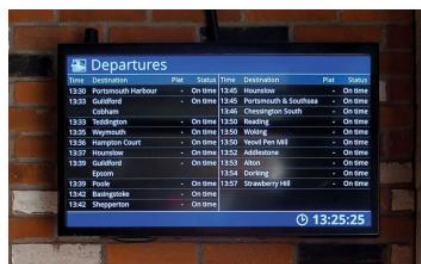 Departures
Time Destination Plat Status
13:30 Portsmouth Harbour - On time
13:33 Guildford - On time
Cobham
13:33 Teddington - On time
13:35 Weymouth - On time
13:36 Hampton Court - On time
13:37 Hounslow - On time
13:39 Guildford - On time
Epsom
13:39 Poole - On time
13:42 Basingstoke - On time
13:42 Shepperton - On time
Time Destination Plat Status
13:45 Hounslow - On time
13:45 Portsmouth & Southsea - On time
13:46 Chessington South - On time
13:50 Reading - On time
13:50 Woking - On time
13:50 Yeovil Pen Mill - On time
13:52 Addlestone - On time
13:53 Alton - On time
13:54 Dorking - On time
13:57 Strawberry Hill - On time
13:25:25